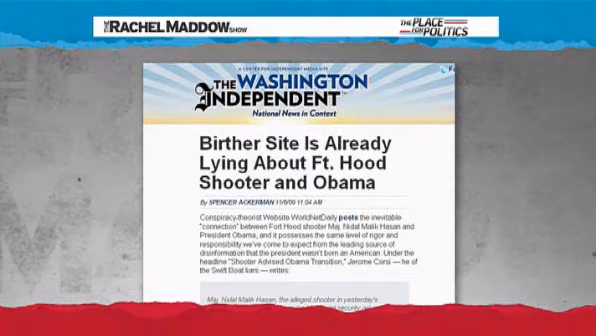 THE RACHEL MADDOW SHOW
THE PLACE FOR POLITICS
A CENTER FOR INDEPENDENT MEDIA SITE
THE WASHINGTON
INDEPENDENT
National News in Context
Birther Site Is Already
Lying About Ft. Hood
Shooter and Obama
By SPENCER ACKERMAN 11/6/09 11:04 AM
Conspiracy-theorist Website WorldNetDaily posts the inevitable
"connection" between Fort Hood shooter Maj. Nidal Malik Hasan and
President Obama, and it possesses the same level of rigor and
responsibility we've come to expect from the leading source of
disinformation that the president wasn't born an American. Under the
headline "Shooter Advised Obama Transition," Jerome Corsi — he of
the Swift Boat liars — writes:
Maj. Nidal Malik Hasan, the alleged shooter in yesterday's